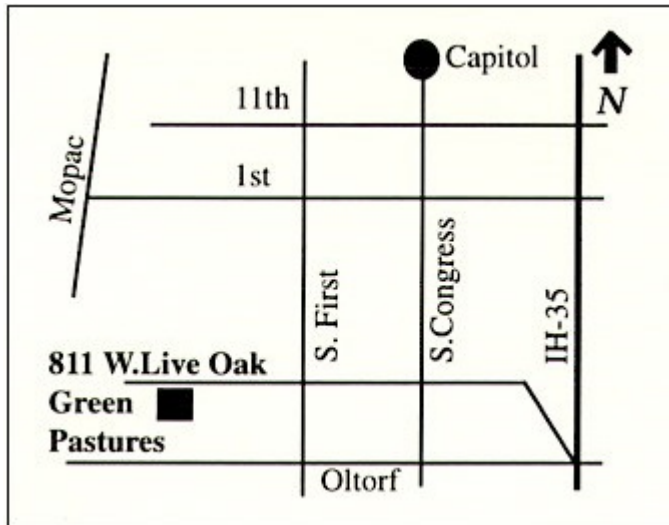 Capitol
N
11th
1st
Mopac
S. First
S.Congress
IH-35
811 W.Live Oak
Green
Pastures
Oltorf